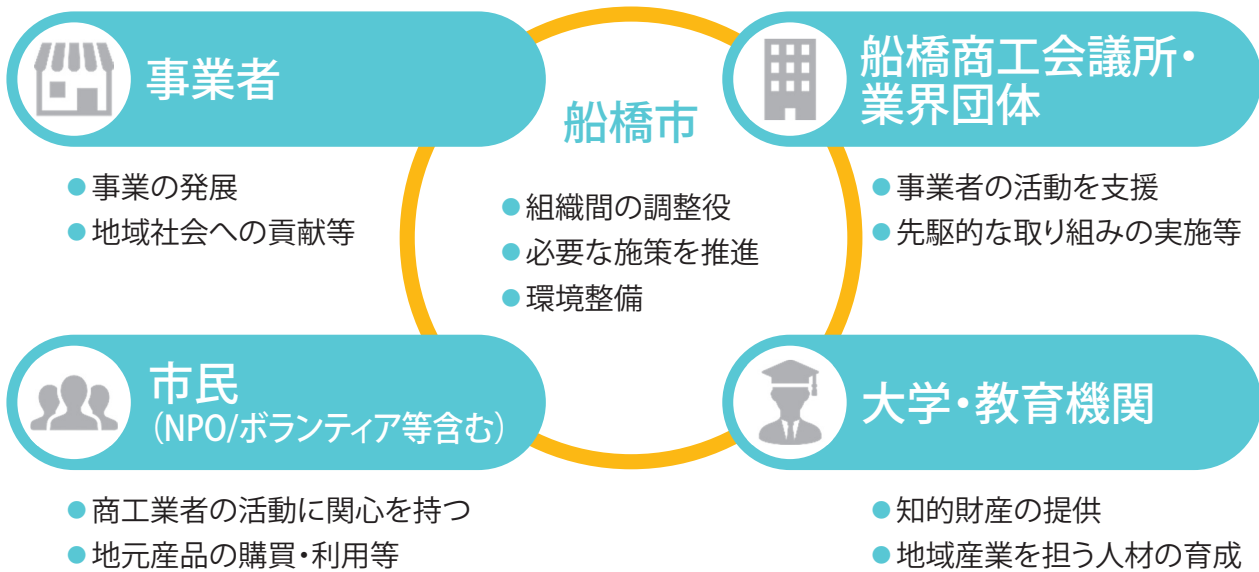 事業者
● 事業の発展
● 地域社会への貢献等
船橋市
● 組織間の調整役
● 必要な施策を推進
● 環境整備
船橋商工会議所・
業界団体
● 事業者の活動を支援
● 先駆的な取り組みの実施等
市民
（NPO/ボランティア等含む）
● 商工業者の活動に関心を持つ
● 地元産品の購買・利用等
大学・教育機関
● 知的財産の提供
● 地域産業を担う人材の育成